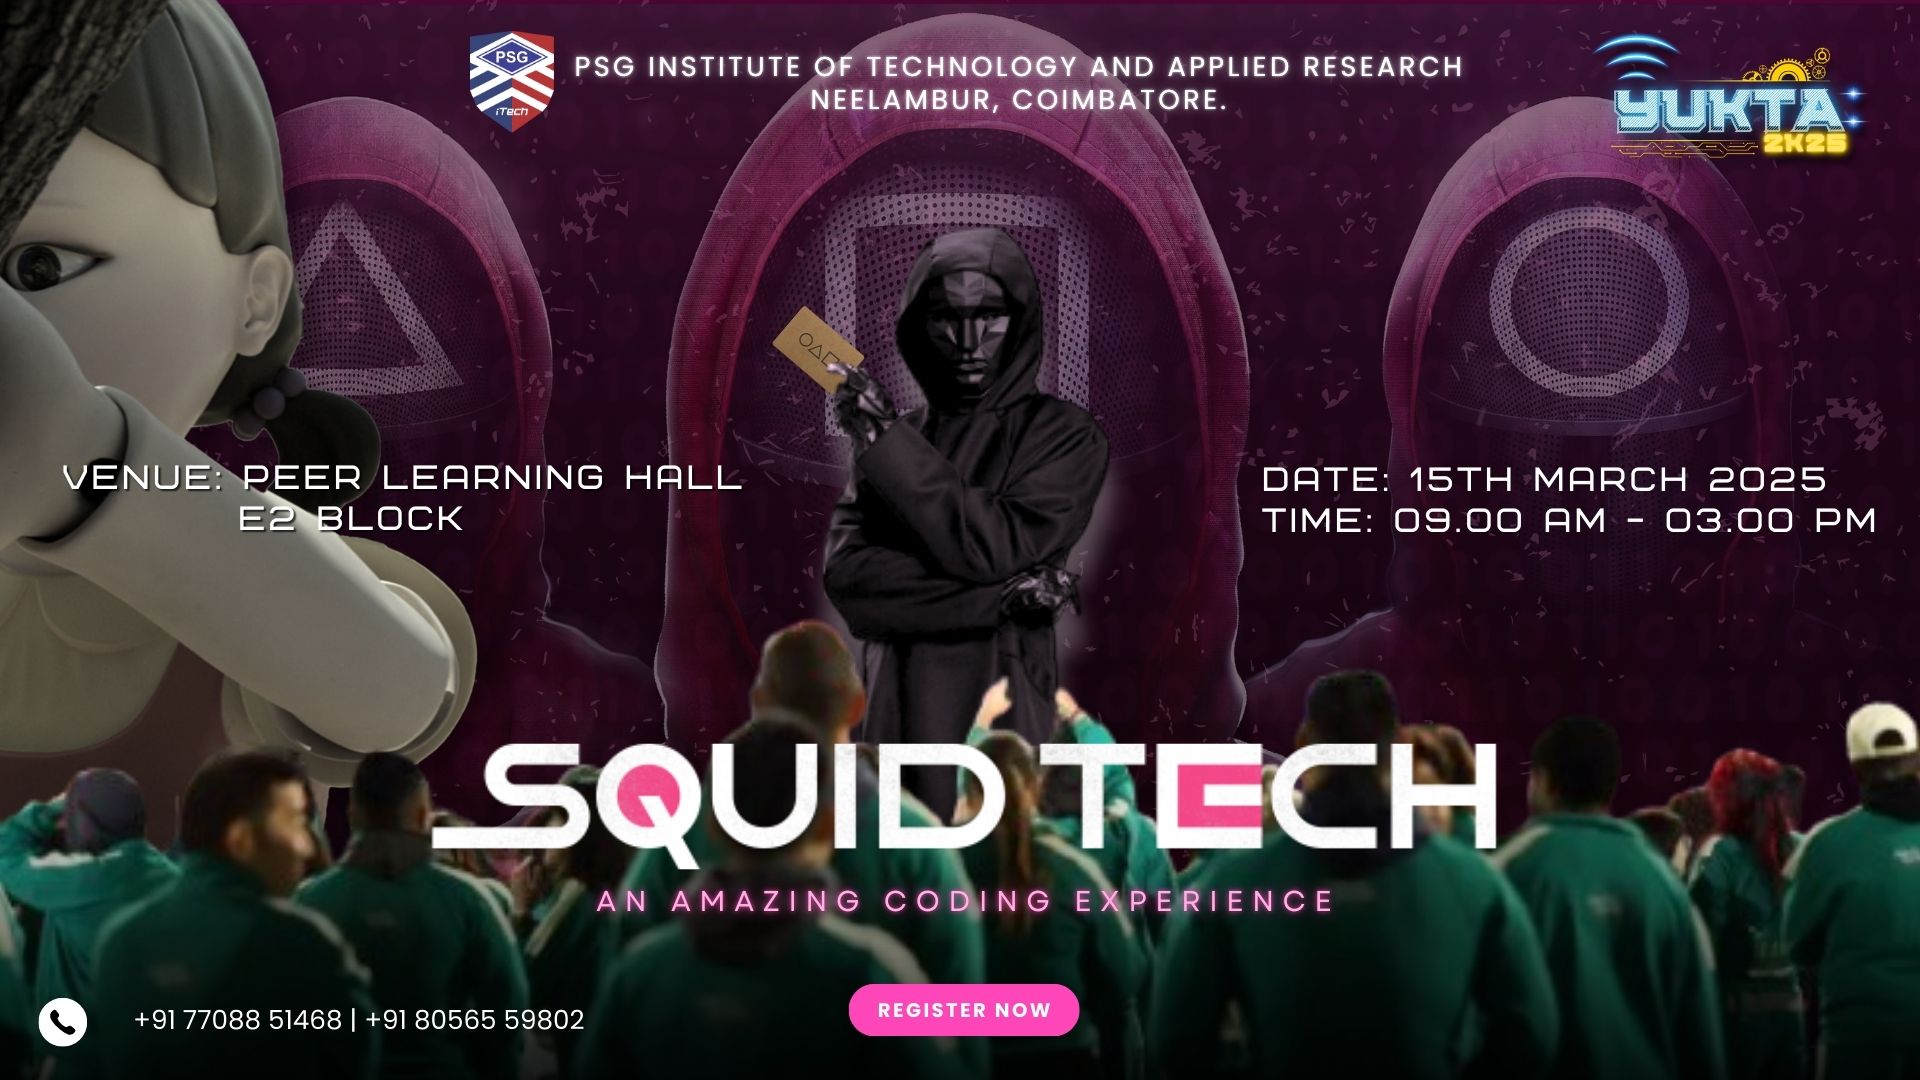 PSG
iTech
PSG INSTITUTE OF TECHNOLOGY AND APPLIED RESEARCH
NEELAMBUR, COIMBATORE.
YUKTA
2K25
VENUE: PEER LEARNING HALL
E2 BLOCK
DATE: 15TH MARCH 2025
TIME: 09.00 AM - 03.00 PM
SQUID TECH
AN AMAZING CODING EXPERIENCE
+91 77088 51468 | +91 80565 59802
REGISTER NOW